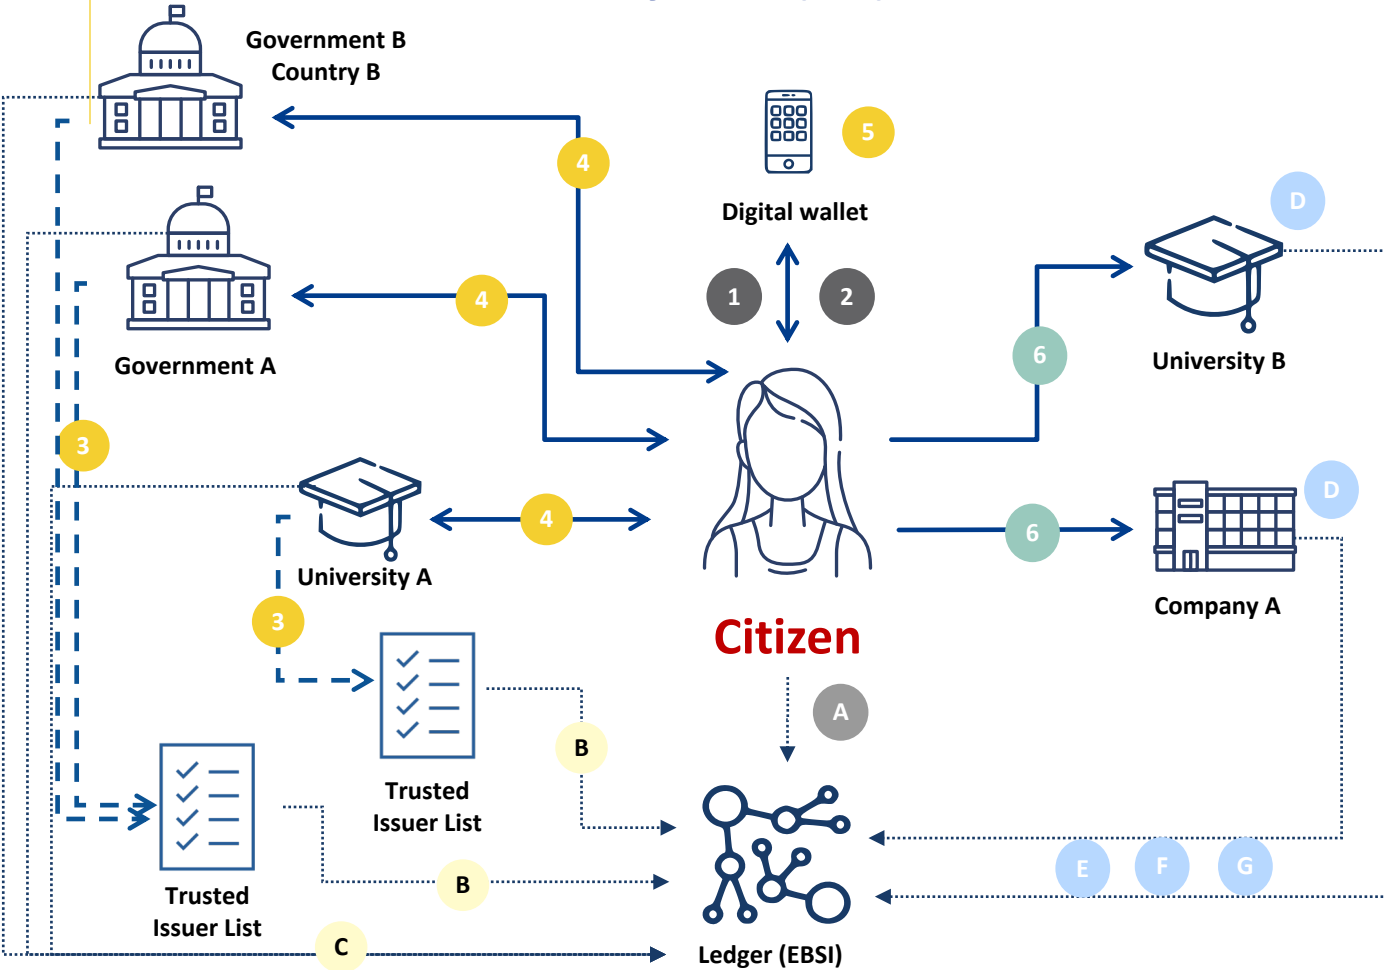 Government B
Country B
5
4
D
Digital wallet
1
2
4
6
University B
Government A
3
D
4
6
University A
Company A
3
Citizen
A
B
Trusted
Issuer List
E
F
G
B
Trusted
Issuer List
C
Ledger (EBSI)